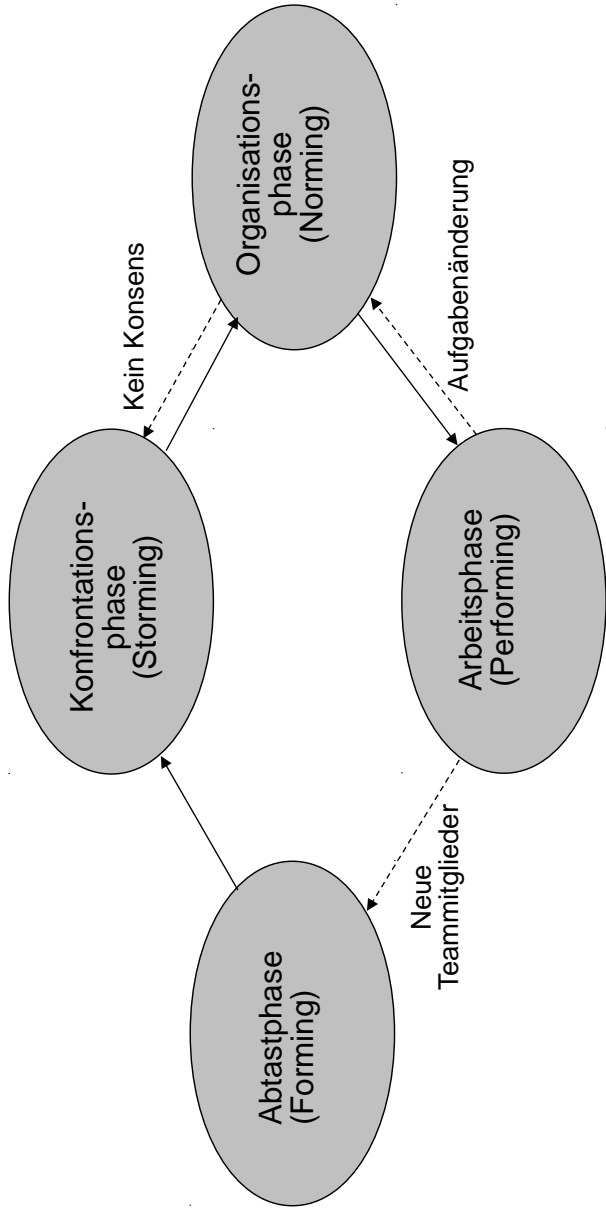 Abtastphase
(Forming)
Konfrontations-
phase
(Storming)
Kein Konsens
Organisations-
phase
(Norming)
Aufgabenänderung
Arbeitsphase
(Performing)
Neue
Teammitglieder